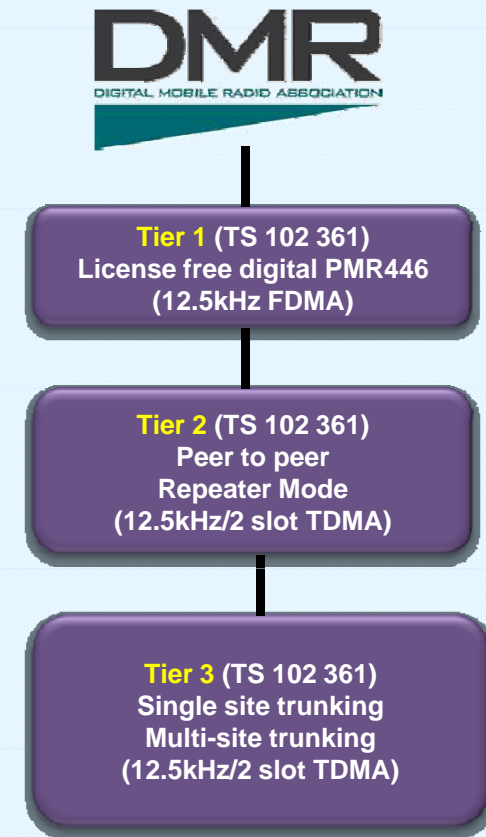 DMR
DIGITAL MOBILE RADIO ASSOCIATION
Tier 1 (TS 102 361)
License free digital PMR446
(12.5kHz FDMA)
Tier 2 (TS 102 361)
Peer to peer
Repeater Mode
(12.5kHz/2 slot TDMA)
Tier 3 (TS 102 361)
Single site trunking
Multi-site trunking
(12.5kHz/2 slot TDMA)